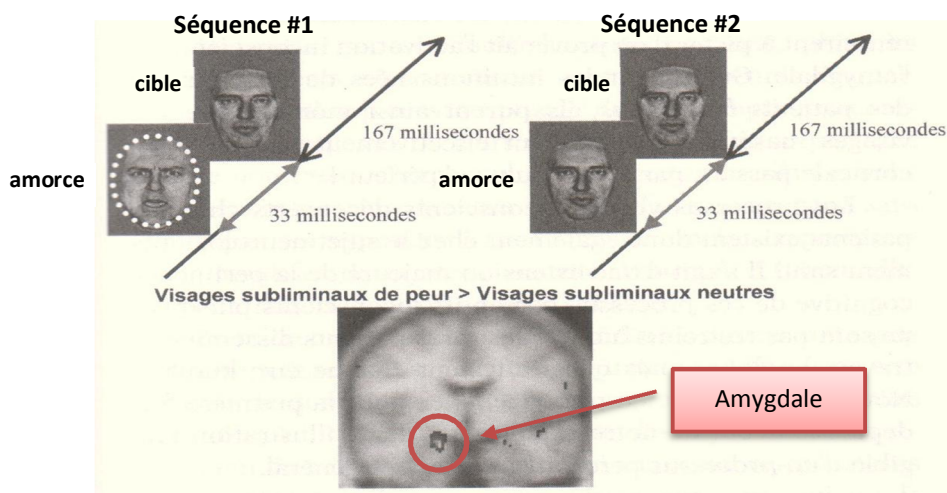 Séquence #1
Séquence #2
cible
cible
167 millisecondes
167 millisecondes
amorce
amorce
33 millisecondes
33 millisecondes
Visages subliminaux de peur > Visages subliminaux neutres
Amygdale